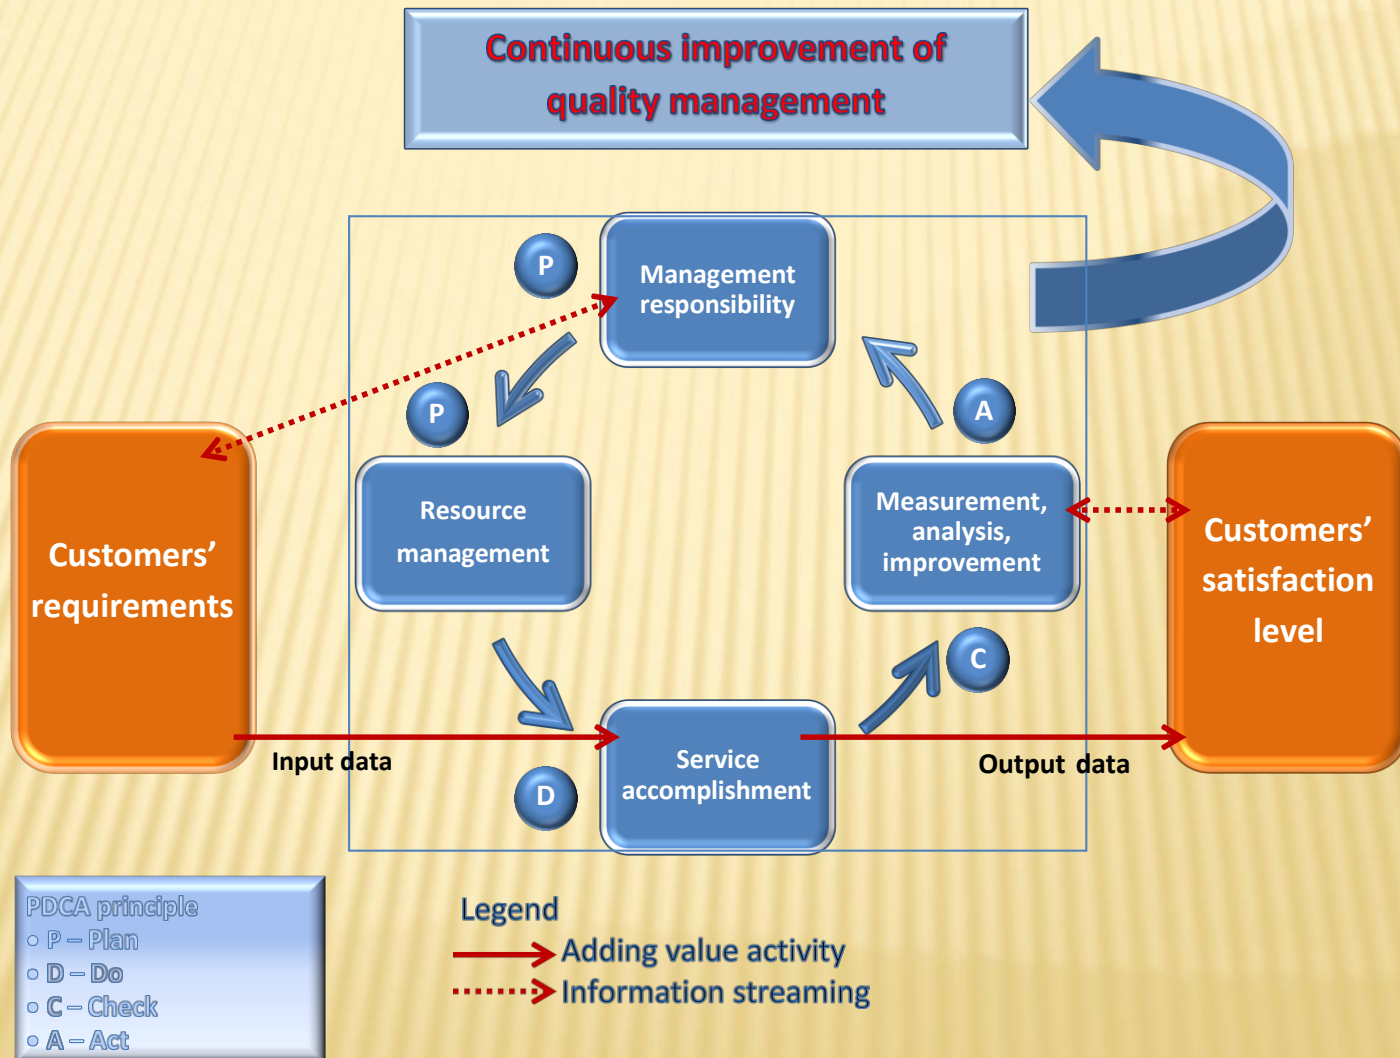 Continuous improvement of
quality management
P
Management
responsibility
P
A
Customers’
requirements
Resource
management
Measurement,
analysis,
improvement
Customers’
satisfaction
level
C
Input data
Service
accomplishment
Output data
D
PDCA principle
P – Plan
D – Do
C – Check
A – Act
Legend
Adding value activity
Information streaming